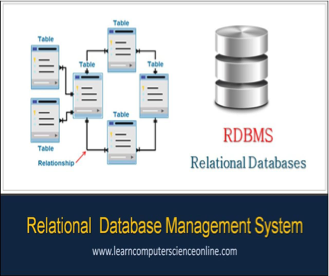 Table
Table
Table
Table
Table
Table
Relationship
RDBMS
Relational Databases
Relational Database Management System
www.learncomputerscienceonline.com